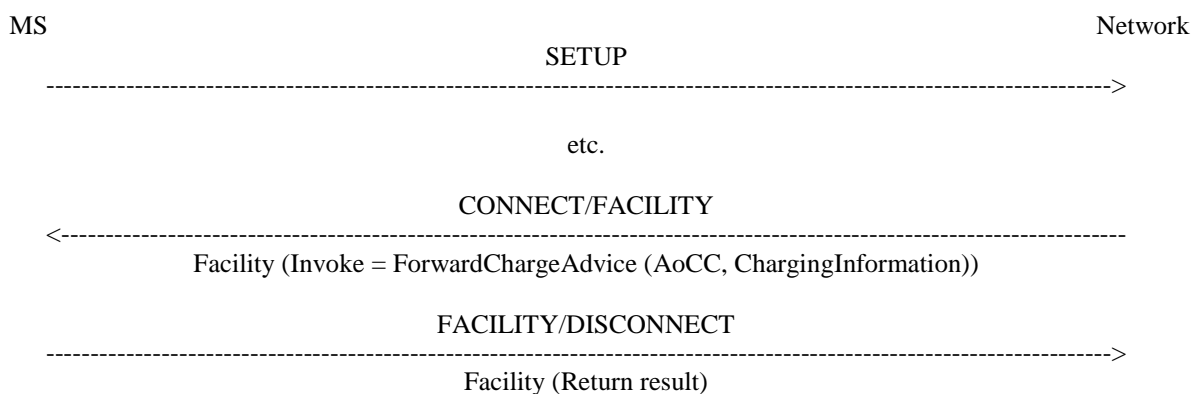 MS Network
SETUP
------------------------------------------------------------------------------------------------------------------------>
etc.
CONNECT/FACILITY
<------------------------------------------------------------------------------------------------------------------------
Facility (Invoke = ForwardChargeAdvice (AoCC, ChargingInformation))
FACILITY/DISCONNECT
------------------------------------------------------------------------------------------------------------------------>
Facility (Return result)